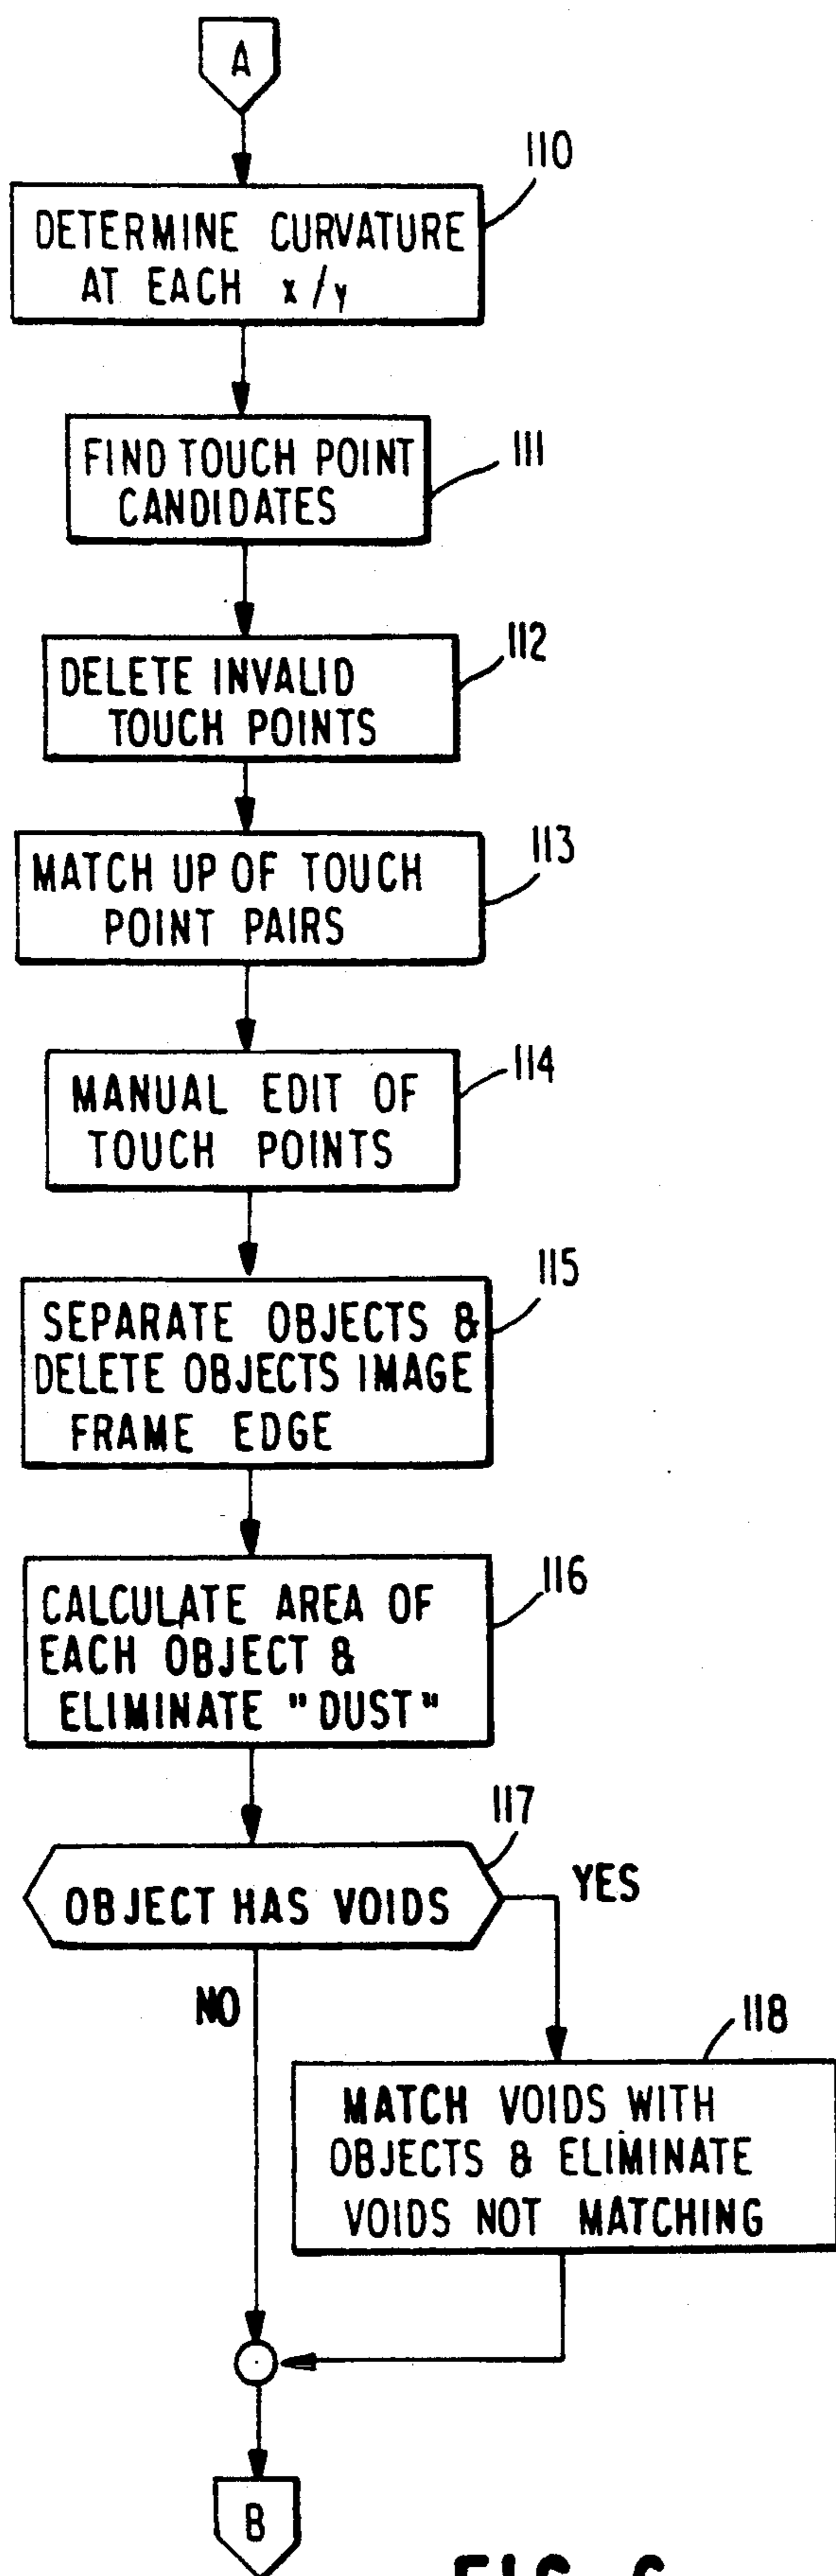 A
110
DETERMINE CURVATURE
AT EACH x/y
FIND TOUCH POINT
CANDIDATES
111
DELETE INVALID
TOUCH POINTS
112
MATCH UP OF TOUCH
POINT PAIRS
113
MANUAL EDIT OF
TOUCH POINTS
114
SEPARATE OBJECTS &
DELETE OBJECTS IMAGE
FRAME EDGE
115
CALCULATE AREA OF
EACH OBJECT &
ELIMINATE "DUST"
116
117
OBJECT HAS VOIDS
YES
NO
118
MATCH VOIDS WITH
OBJECTS & ELIMINATE
VOIDS NOT MATCHING
B